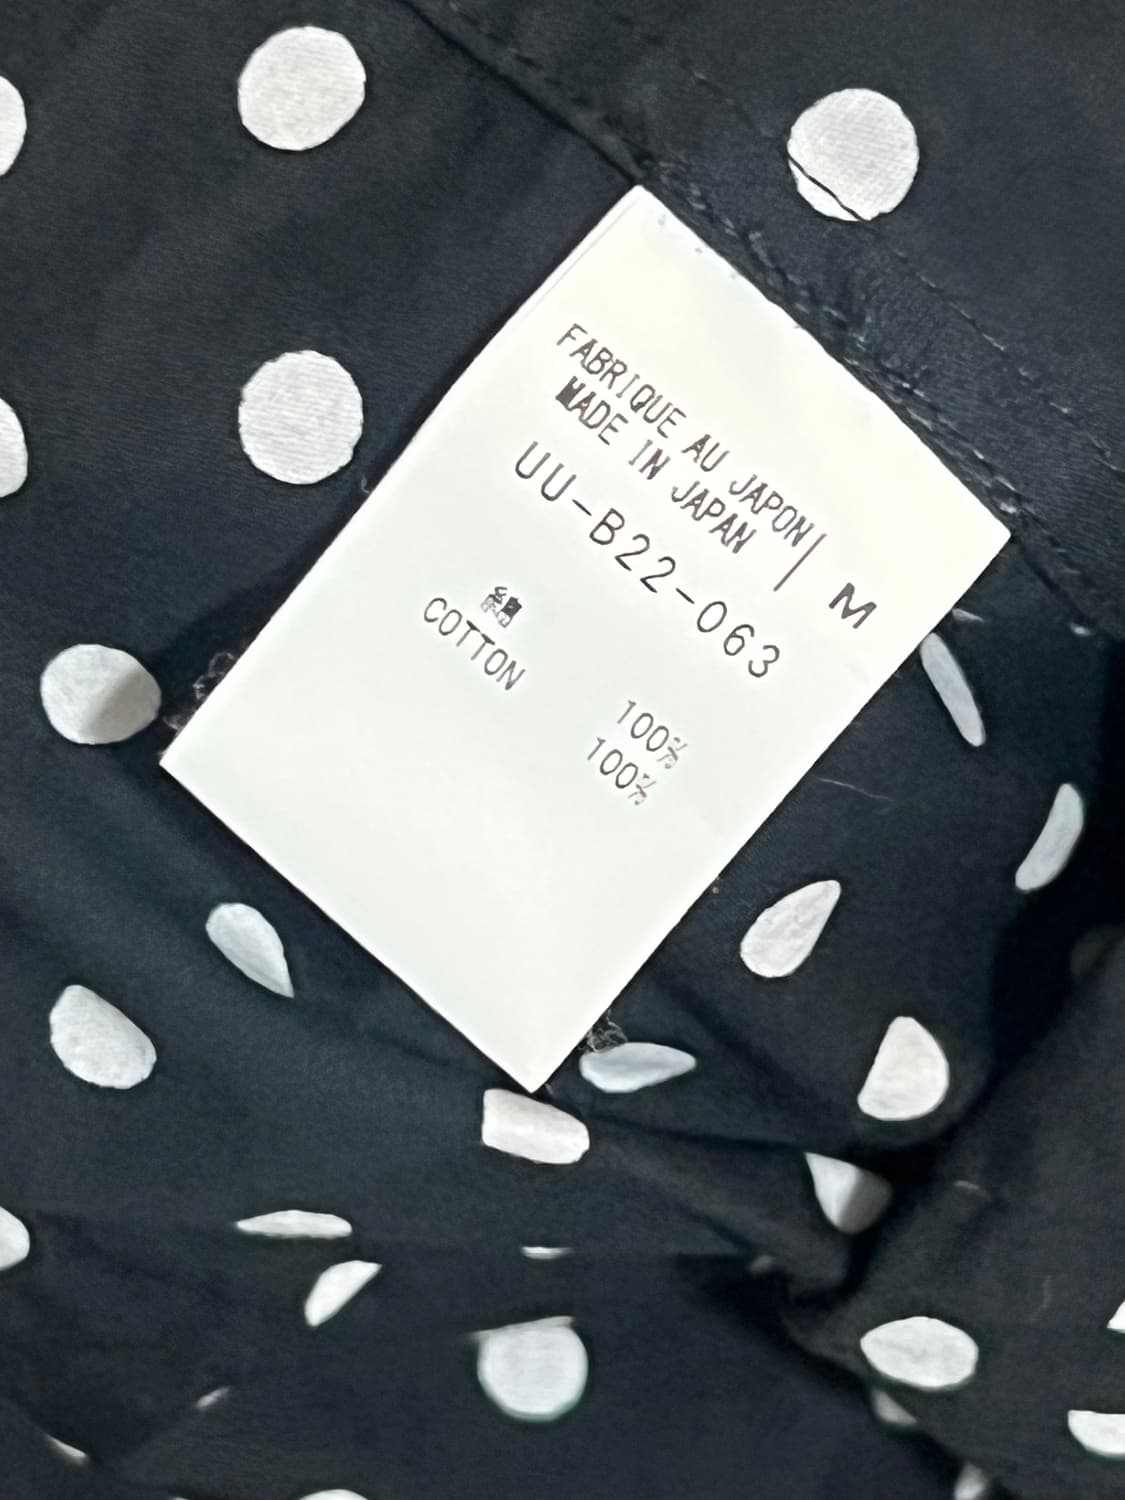 FABRIQUE AU JAPON
MADE IN JAPAN
M
UU-B22-063
綿 100%
COTTON 100%